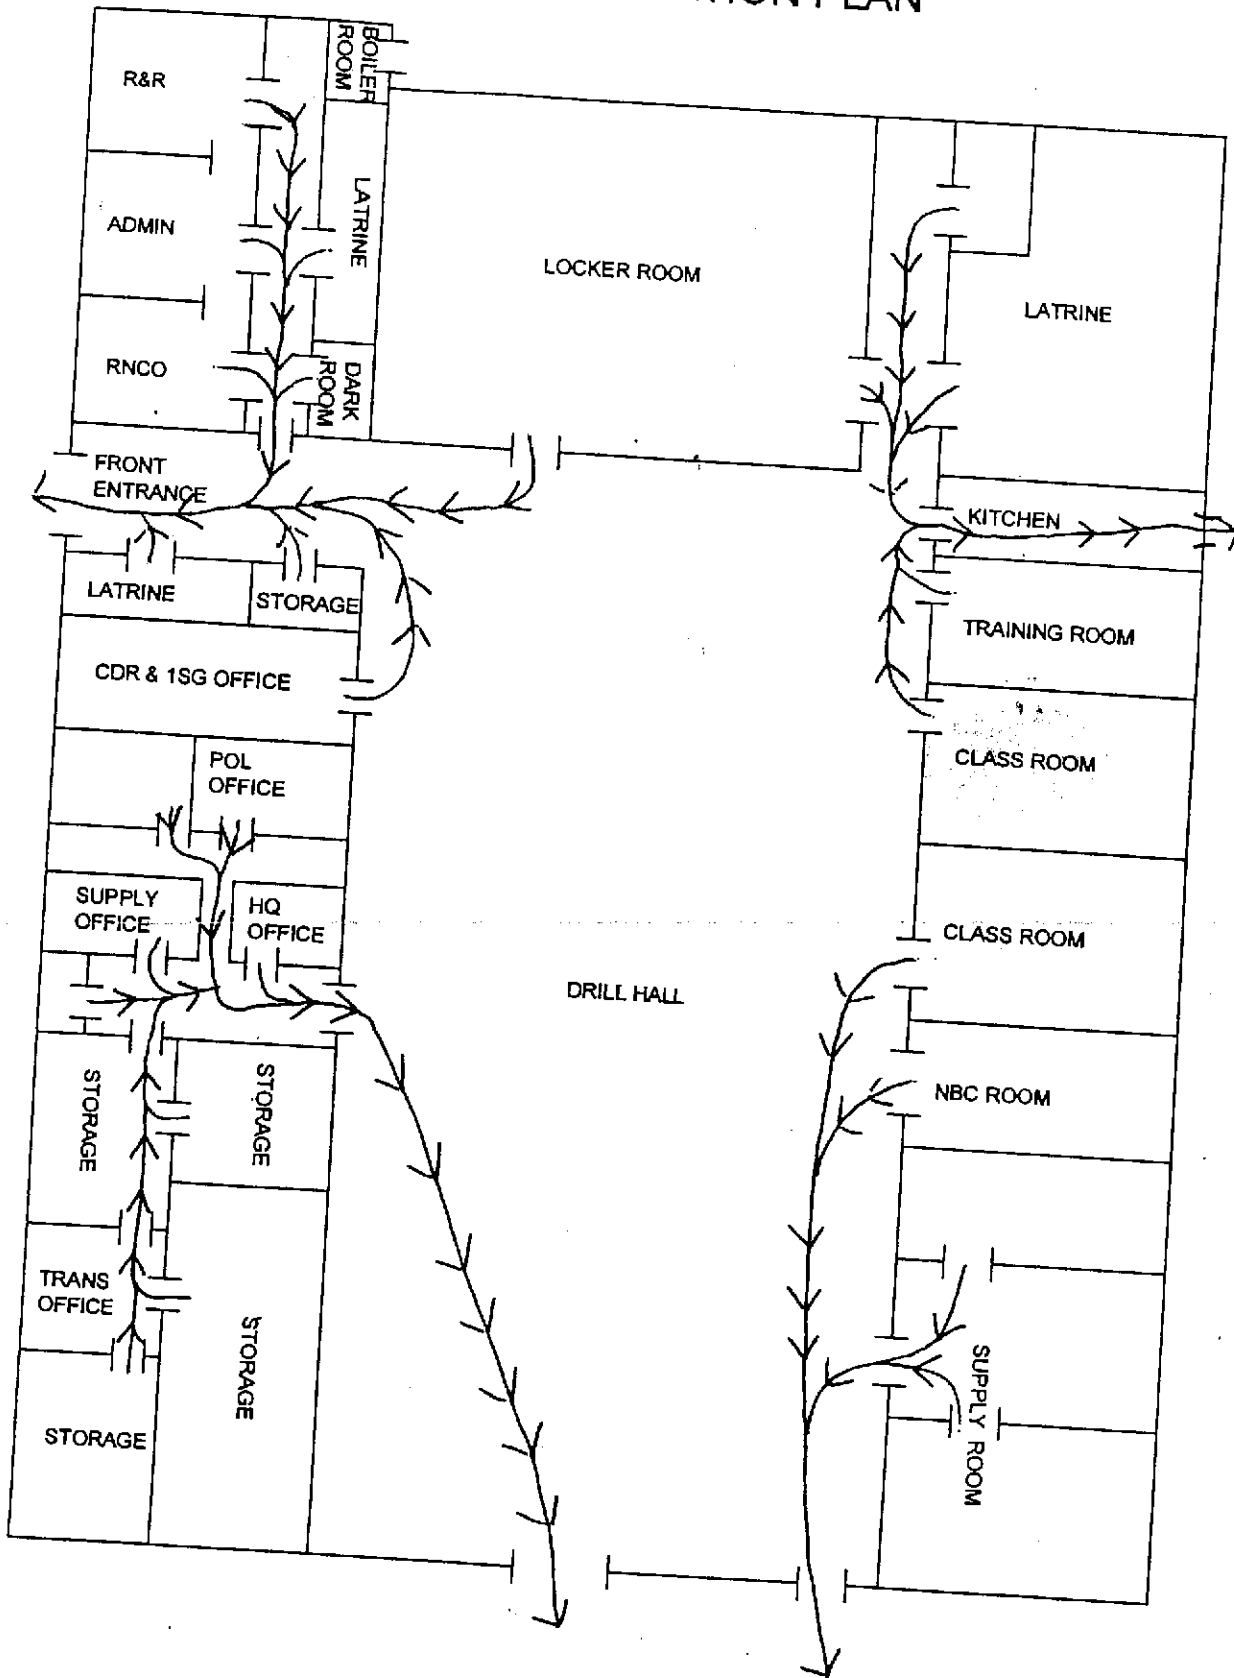 PLAN
BOILER
ROOM
R&R
LATRINE
ADMIN
LOCKER ROOM
LATRINE
RNCO
DARK
ROOM
FRONT
ENTRANCE
KITCHEN
LATRINE
STORAGE
TRAINING ROOM
CDR & 1SG OFFICE
POL
OFFICE
CLASS ROOM
SUPPLY
OFFICE
HQ
OFFICE
CLASS ROOM
DRILL HALL
STORAGE
STORAGE
NBC ROOM
TRANS
OFFICE
STORAGE
SUPPLY ROOM
STORAGE